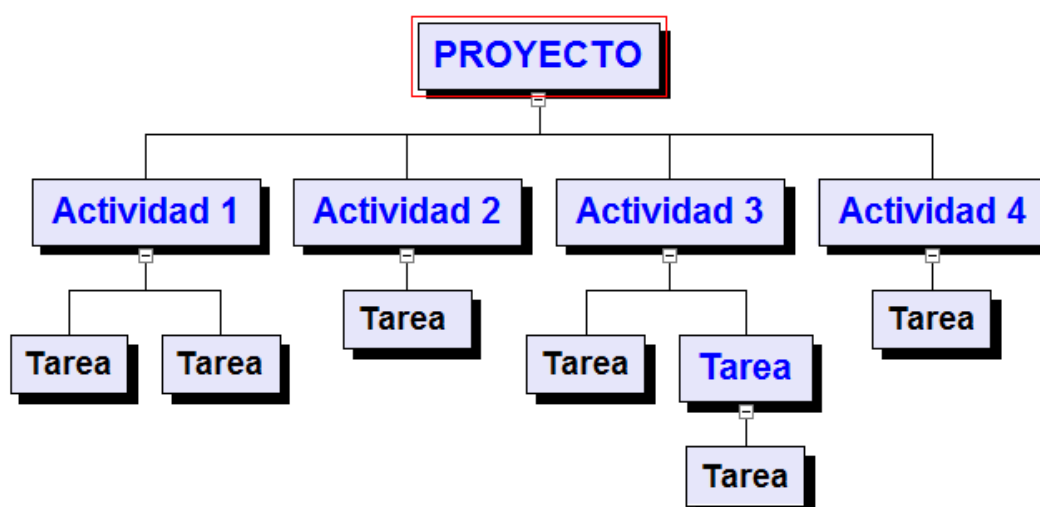 PROYECTO
Actividad 1
Actividad 2
Actividad 3
Actividad 4
Tarea
Tarea
Tarea
Tarea
Tarea
Tarea
Tarea